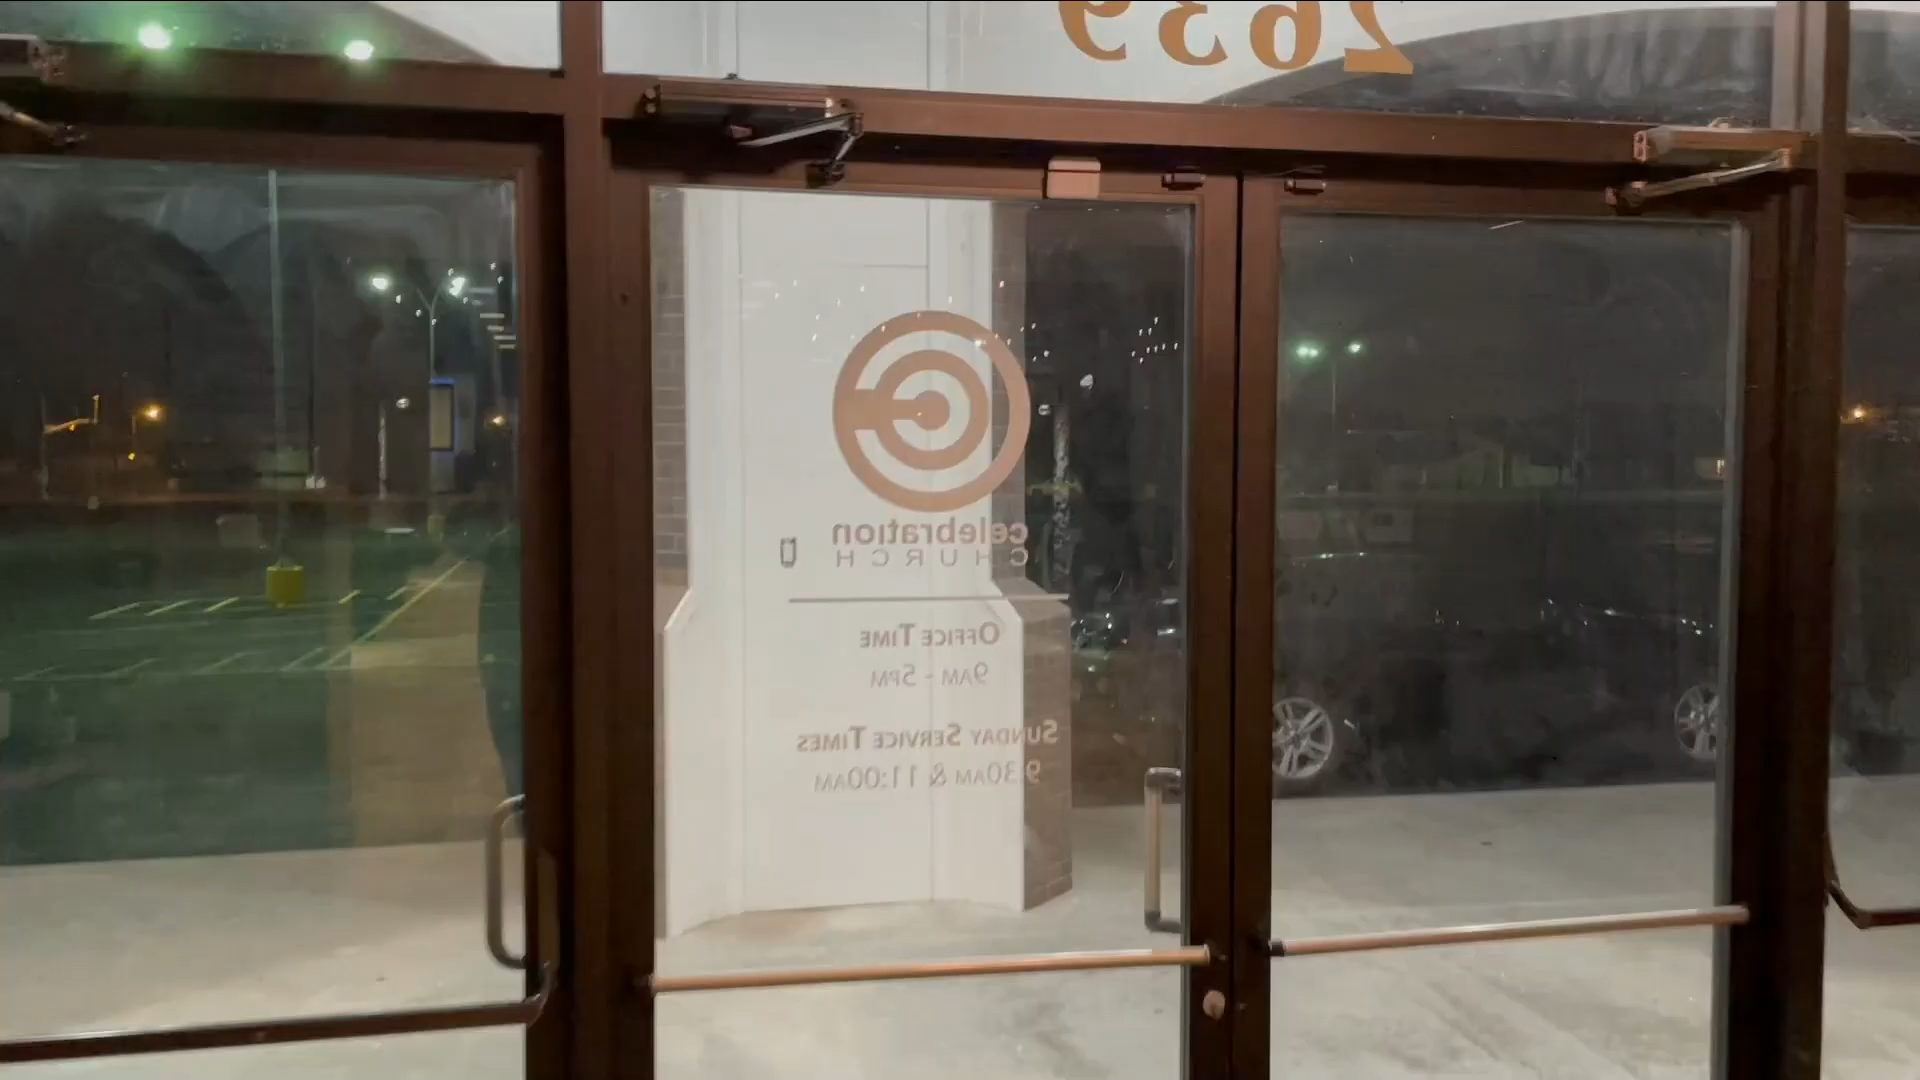 2639
celebration
CHURCH
OFFICE TIME
9AM - 5PM
SUNDAY SERVICE TIMES
9:30AM & 11:00AM